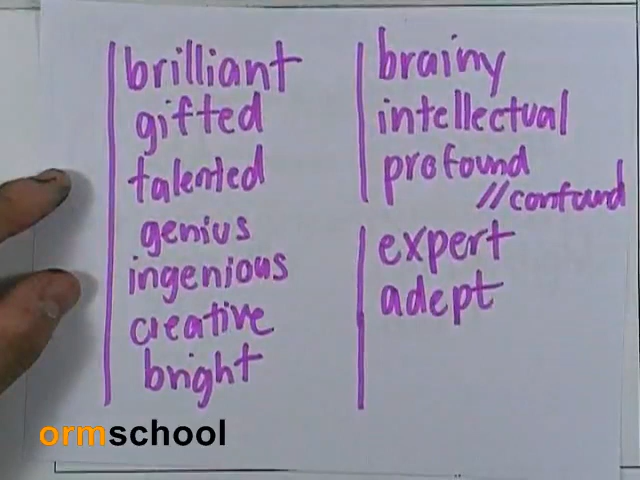 brilliant
gifted
talented
genius
ingenious
creative
bright
brainy
intellectual
profound
//confound
expert
adept
ormschool